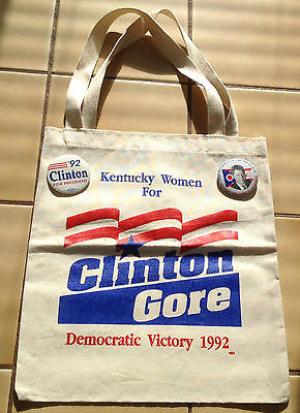 '92
Clinton
FOR PRESIDENT
Kentucky Women
For
Clinton
Gore
Democratic Victory 1992